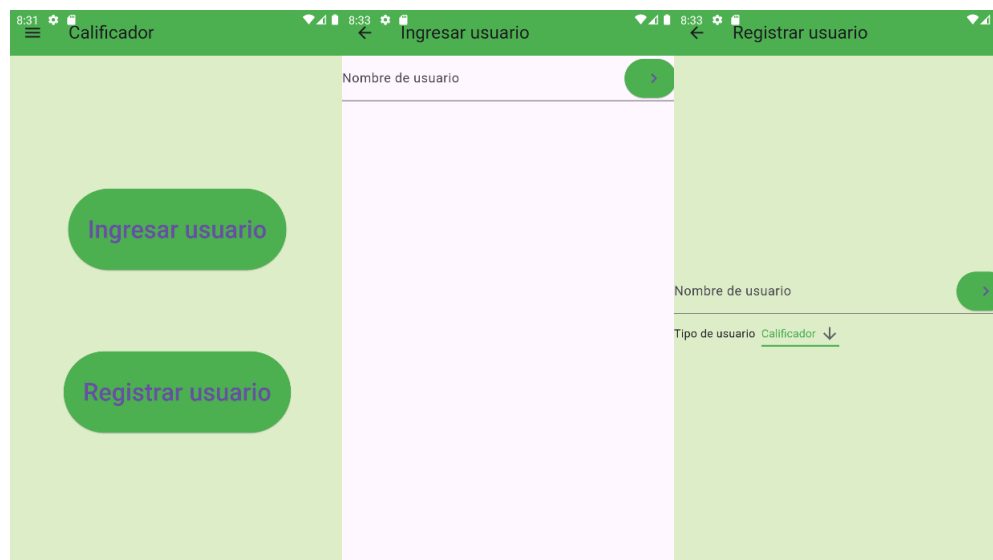 8:31
Calificador
Ingresar usuario
Registrar usuario
8:33
Ingresar usuario
Nombre de usuario
8:33
Registrar usuario
Nombre de usuario
Tipo de usuario Calificador